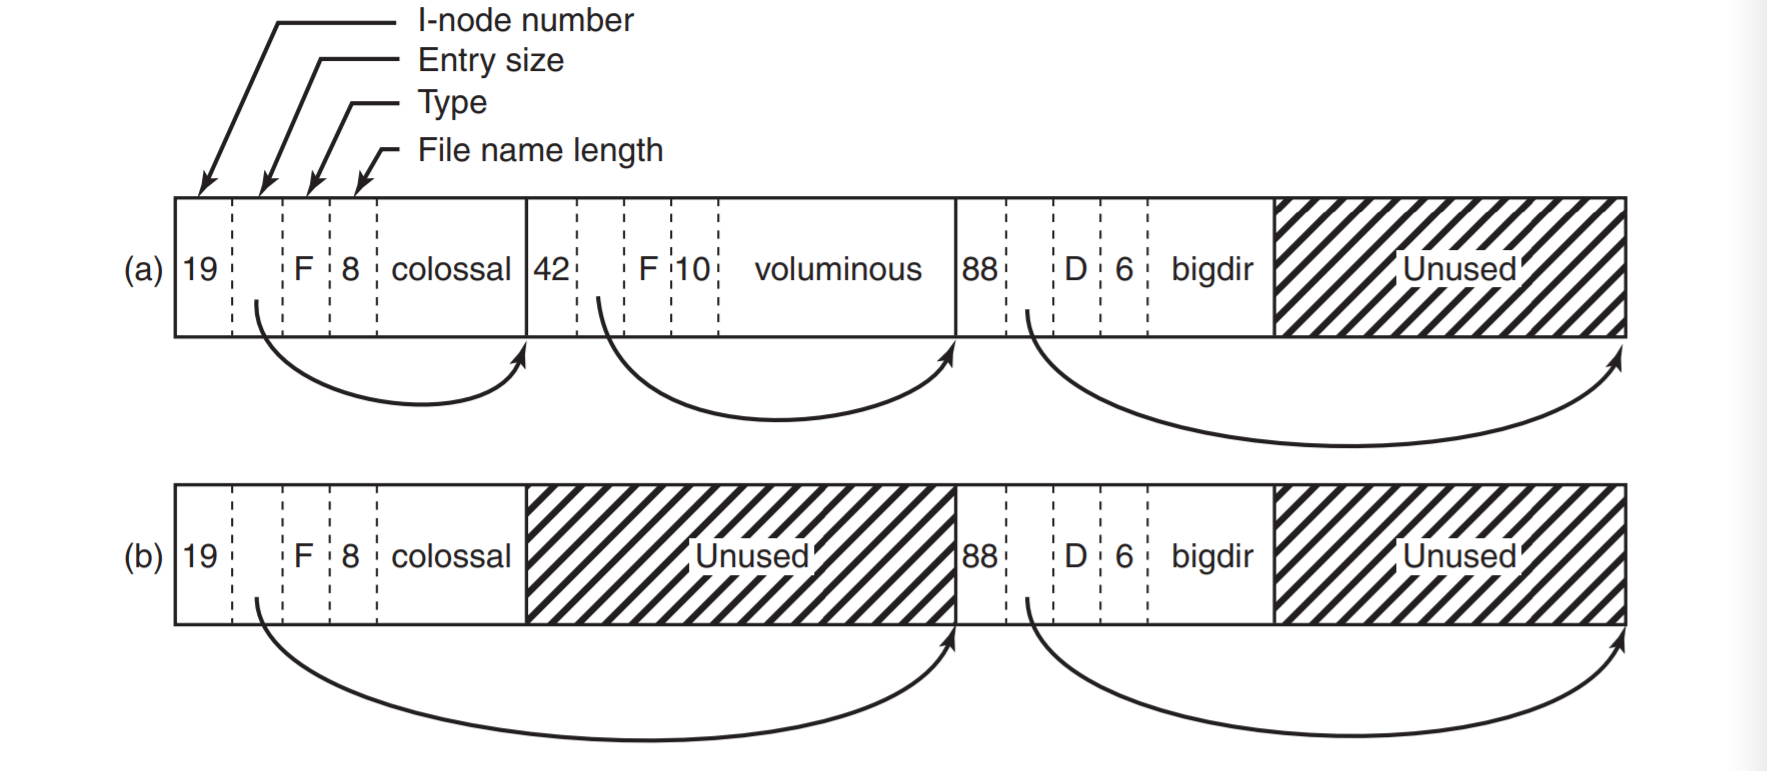 I-node number
Entry size
Type
File name length
(a) 19 F 8 colossal 42 F 10 voluminous 88 D 6 bigdir Unused
(b) 19 F 8 colossal Unused 88 D 6 bigdir Unused